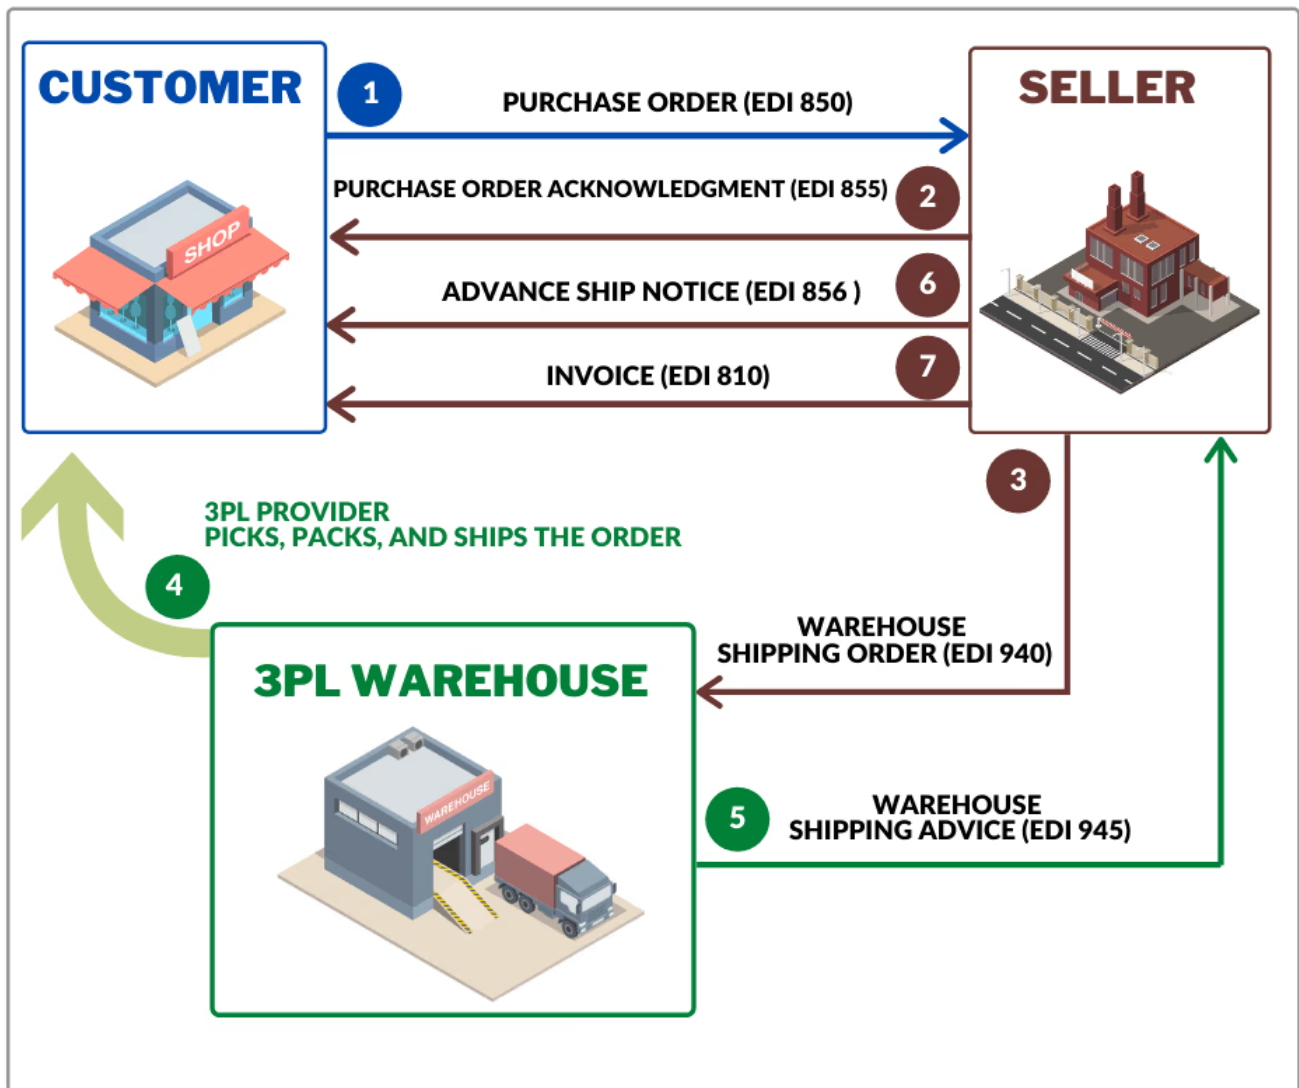 CUSTOMER
1
PURCHASE ORDER (EDI 850)
SELLER
PURCHASE ORDER ACKNOWLEDGMENT (EDI 855)
2
SHOP
ADVANCE SHIP NOTICE (EDI 856 )
6
INVOICE (EDI 810)
7
3
3PL PROVIDER
PICKS, PACKS, AND SHIPS THE ORDER
4
WAREHOUSE
SHIPPING ORDER (EDI 940)
3PL WAREHOUSE
WAREHOUSE
5
WAREHOUSE
SHIPPING ADVICE (EDI 945)